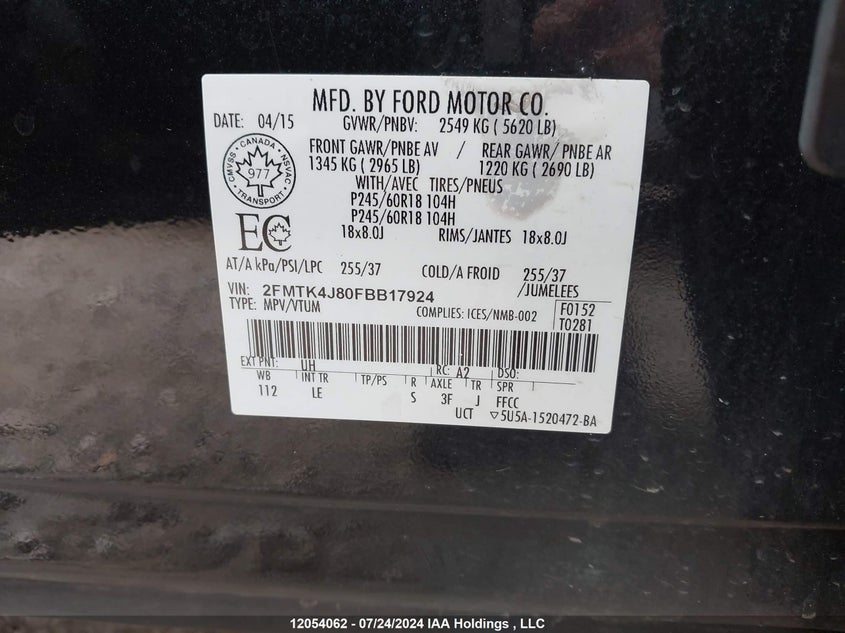 MFD. BY FORD MOTOR CO.
DATE: 04/15 GVWR/PNBV: 2549 KG ( 5620 LB)
FRONT GAWR/PNBE AV / REAR GAWR/ PNBE AR
1345 KG ( 2965 LB) 1220 KG ( 2690 LB)
WITH/AVEC TIRES/PNEUS
P245/60R18 104H
P245/60R18 104H
18x8.0J RIMS/JANTES 18x8.0J
CANADA
CMVSS NSVAC
977
TRANSPORT
EC
AT/A kPa/PSI/LPC 255/37 COLD/A FROID 255/37
/JUMELEES
VIN: 2FMTK4J80FBB17924
TYPE: MPV/VTUM COMPLIES: ICES/NMB-002
F0152
T0281
EXT PNT: UH RC: A2 DSO:
WB INT TR TP/PS R AXLE TR SPR
112 LE S 3F J FFCC
UCT ▽5U5A-1520472-BA
12054062 - 07/24/2024 IAA Holdings , LLC